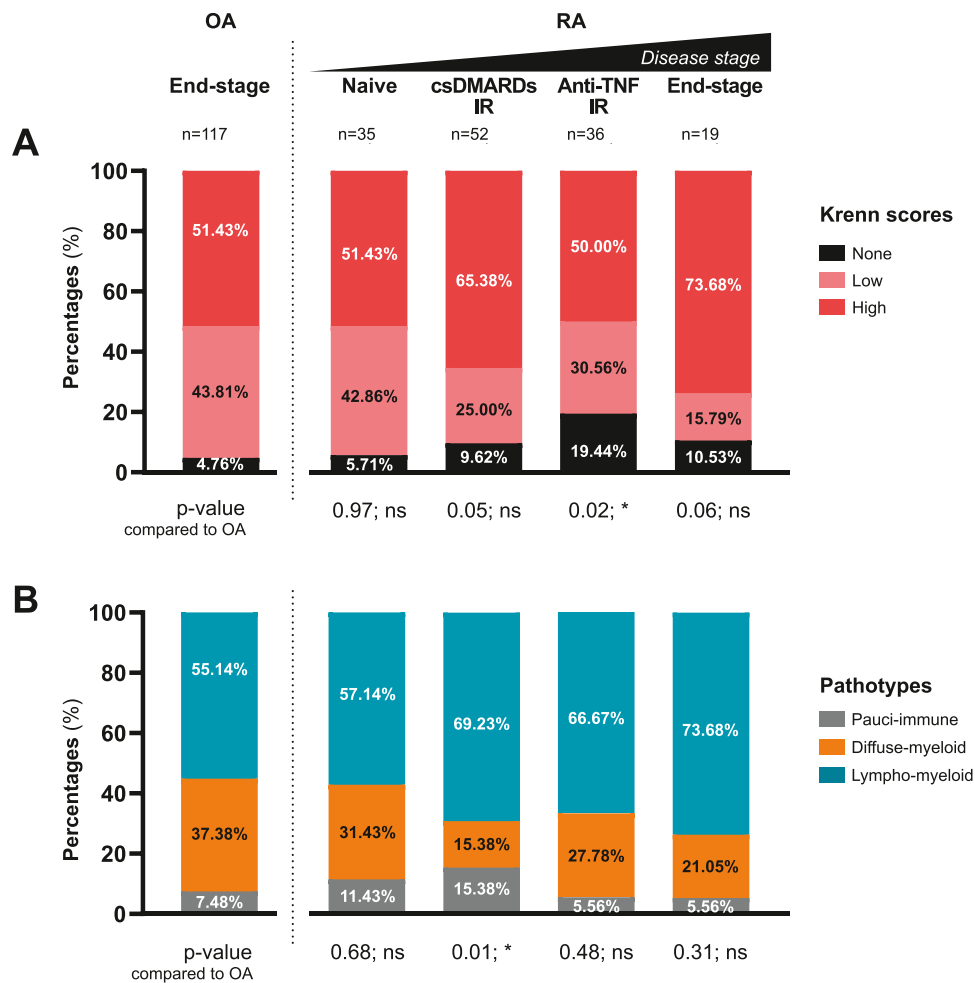 OA
RA
Disease stage
End-stage
Naive
csDMARDs IR
Anti-TNF IR
End-stage
n=117
n=35
n=52
n=36
n=19
A
Percentages (%)
100
80
60
40
20
0
51.43%
43.81%
4.76%
51.43%
42.86%
5.71%
65.38%
25.00%
9.62%
50.00%
30.56%
19.44%
73.68%
15.79%
10.53%
Krenn scores
None
Low
High
p-value
compared to OA
0.97; ns
0.05; ns
0.02; *
0.06; ns
B
Percentages (%)
100
80
60
40
20
0
55.14%
37.38%
7.48%
57.14%
31.43%
11.43%
69.23%
15.38%
15.38%
66.67%
27.78%
5.56%
73.68%
21.05%
5.56%
Pathotypes
Pauci-immune
Diffuse-myeloid
Lympho-myeloid
p-value
compared to OA
0.68; ns
0.01; *
0.48; ns
0.31; ns